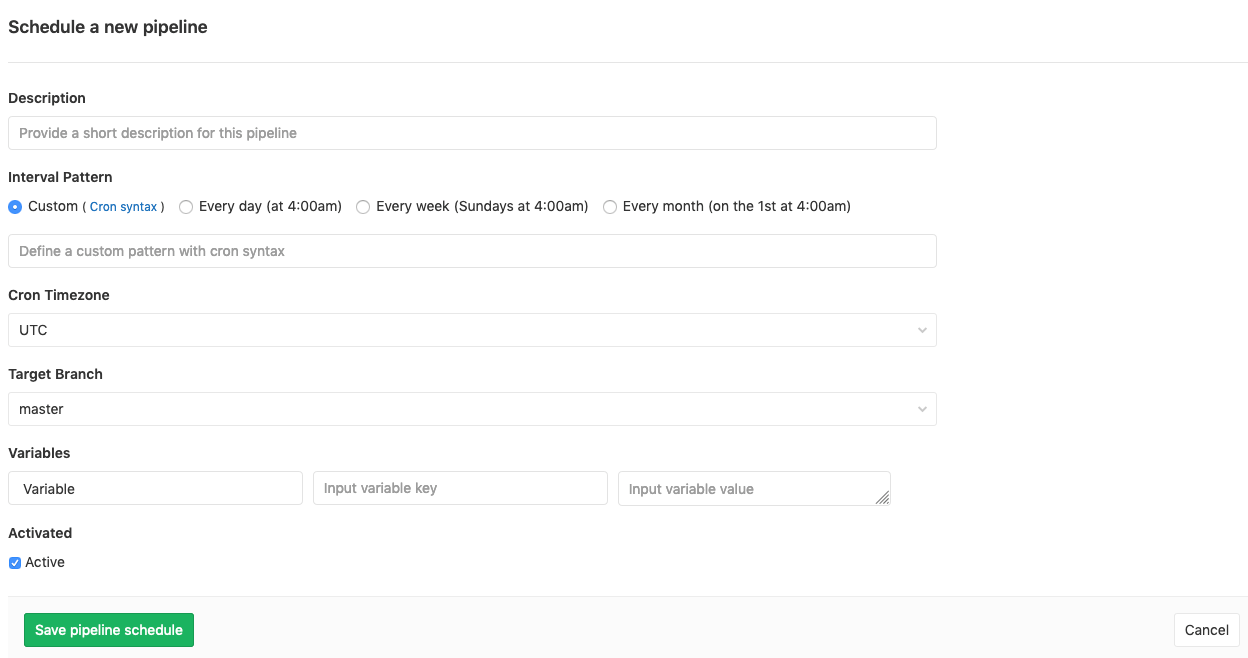 Schedule a new pipeline
Description
Provide a short description for this pipeline
Interval Pattern
Custom ( Cron syntax ) Every day (at 4:00am) Every week (Sundays at 4:00am) Every month (on the 1st at 4:00am)
Define a custom pattern with cron syntax
Cron Timezone
UTC
Target Branch
master
Variables
Variable Input variable key Input variable value
Activated
Active
Save pipeline schedule Cancel